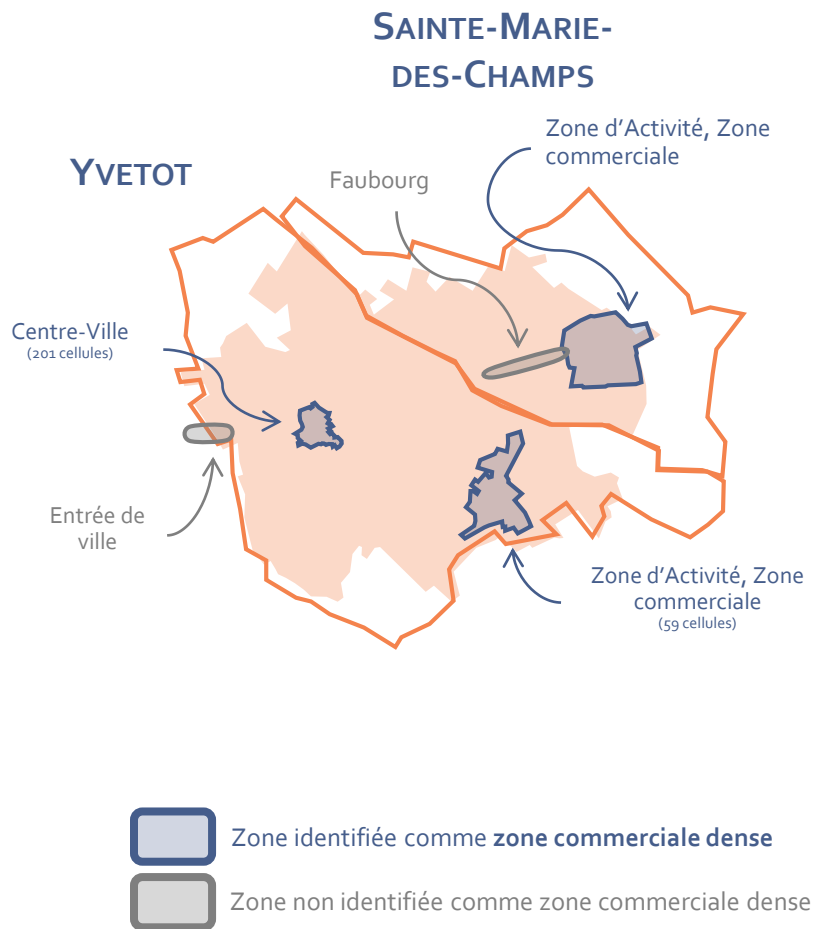 SAINTE-MARIE-
DES-CHAMPS
YVETOT
Zone d'Activité, Zone
commerciale
Faubourg
Centre-Ville
(201 cellules)
Entrée de
ville
Zone d'Activité, Zone
commerciale
(59 cellules)
Zone identifiée comme zone commerciale dense
Zone non identifiée comme zone commerciale dense